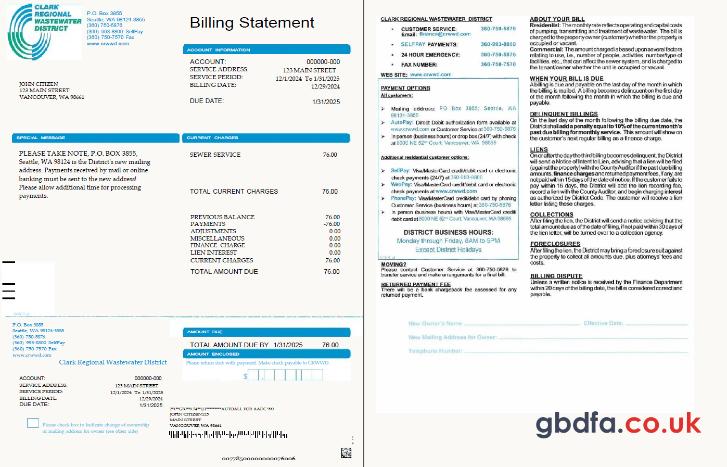 CLARK
REGIONAL
WASTEWATER
DISTRICT
P.O. Box 3855
Seattle, WA 98124-3855
(360) 750-5876
(360) 993-8800 SelfPay
(360) 750-7570 Fax
www.crwwd.com
Billing Statement
ACCOUNT INFORMATION
ACCOUNT: 000000-000
SERVICE ADDRESS 123 MAIN STREET
SERVICE PERIOD: 12/1/2024 To 1/31/2025
BILLING DATE: 12/29/2024
DUE DATE: 1/31/2025
JOHN CITIZEN
123 MAIN STREET
VANCOUVER, WA 98661
SPECIAL MESSAGE
PLEASE TAKE NOTE, P.O. BOX 3855,
Seattle, WA 98124 is the District's new mailing
address. Payments received by mail or online
banking must be sent to the new address!
Please allow additional time for processing
payments.
CURRENT CHARGES
SEWER SERVICE 76.00
TOTAL CURRENT CHARGES 76.00
PREVIOUS BALANCE 76.00
PAYMENTS -76.00
ADJUSTMENTS 0.00
MISCELLANEOUS 0.00
FINANCE CHARGE 0.00
LIEN INTEREST 0.00
CURRENT CHARGES 76.00
TOTAL AMOUNT DUE 76.00
P.O. Box 3855
Seattle, WA 98124-3855
(360) 750-5876
(360) 993-8800 SelfPay
(360) 750-7570 Fax
www.crwwd.com
Clark Regional Wastewater District
ACCOUNT: 000000-000
SERVICE ADDRESS: 123 MAIN STREET
SERVICE PERIOD: 12/1/2024 To 1/31/2025
BILLING DATE: 12/29/2024
DUE DATE: 1/31/2025
Please check box to indicate change of ownership
or mailing address for owner (see other side)
AMOUNT DUE
TOTAL AMOUNT DUE BY 1/31/2025 76.00
AMOUNT ENCLOSED
Please return stub with payment. Make check payable to CRWWD
$
JOHN CITIZEN
123 MAIN STREET
VANCOUVER, WA 98661
CLARK REGIONAL WASTEWATER DISTRICT
CUSTOMER SERVICE: 360-750-5876
Email:
SELFPAY PAYMENTS: 360-993-8800
24 HOUR EMERGENCY: 360-750-5876
FAX NUMBER: 360-750-7570
WEB SITE: www.crwwd.com
PAYMENT OPTIONS
All customers:
Mailing address: PO Box 3855; Seattle, WA
98124-3855
AutoPay: Direct Debit authorization form available at
www.crwwd.com or Customer Service at 360-750-5876
In person (business hours) or drop box (24/7) with check
at 8000 NE 52nd Court; Vancouver, WA 98665
Additional residential customer options:
SelfPay: Visa/MasterCard credit/debit card or electronic
check payments (24/7) at 360-993-8800
WebPay: Visa/MasterCard credit/debit card or electronic
check payments at www.crwwd.com
PhonePay: Visa/MasterCard credit/debit card by phoning
Customer Service (business hours) at 360-750-5876
In person (business hours) with Visa/MasterCard credit/
debit card at 8000 NE 52nd Court, Vancouver, WA 98665
DISTRICT BUSINESS HOURS:
Monday through Friday, 8AM to 5PM
Except District Holidays
MOVING?
Please contact Customer Service at 360-750-5876 to
transfer service and make arrangements for a final bill.
RETURNED PAYMENT FEE
There will be a bank chargeback fee assessed for any
returned payment.
ABOUT YOUR BILL
Residential: The monthly rate reflects operating and capital costs
of pumping, transmitting and treatment of wastewater. The bill is
charged to the property owner (customer) whether the property is
occupied or vacant.
Commercial: The amount charged is based upon several factors
relating to use, i.e., number of people, activities, number/type of
facilities, etc., that can affect the sewer system, and is charged to
the tenant/owner whether the unit is occupied or vacant.
WHEN YOUR BILL IS DUE
A billing is due and payable on the last day of the month in which
the billing is mailed. A billing becomes delinquent on the first day
of the month following the month in which the billing is due and
payable.
DELINQUENT BILLINGS
On the last day of the month following the billing due date, the
District shall add a penalty equal to 10% of the current month's
past due billing for monthly service. This amount will show on
the customer's next regular billing as a finance charge.
LIENS
On or after the day the third billing becomes delinquent, the District
will send a Notice of Intent to Lien, advising that a lien will be filed
(against the property) with the County Auditor if the past due billing
amounts, finance charges and returned payment fees, if any, are
not paid within 15 days of the date of notice. If the customer fails to
pay within 15 days, the District will add the lien recording fee,
record a lien with the County Auditor, and begin charging interest
as authorized by District Code. The customer will receive a lien
letter listing these charges.
COLLECTIONS
After filing the lien, the District may send a notice advising that the
total amount due as of the date of filing, if not paid within 30 days of
the lien letter, will be turned over to a collection agency.
FORECLOSURES
After filing the lien, the District may bring a foreclosure suit against
the property to collect all amounts due, plus attorneys' fees and
costs.
BILLING DISPUTE
Unless a written notice is received by the Finance Department
within 20 days of the billing date, the bill is considered correct and
payable.
New Owner's Name: Effective Date:
New Mailing Address for Owner:
Telephone Number:
gbdfa.co.uk